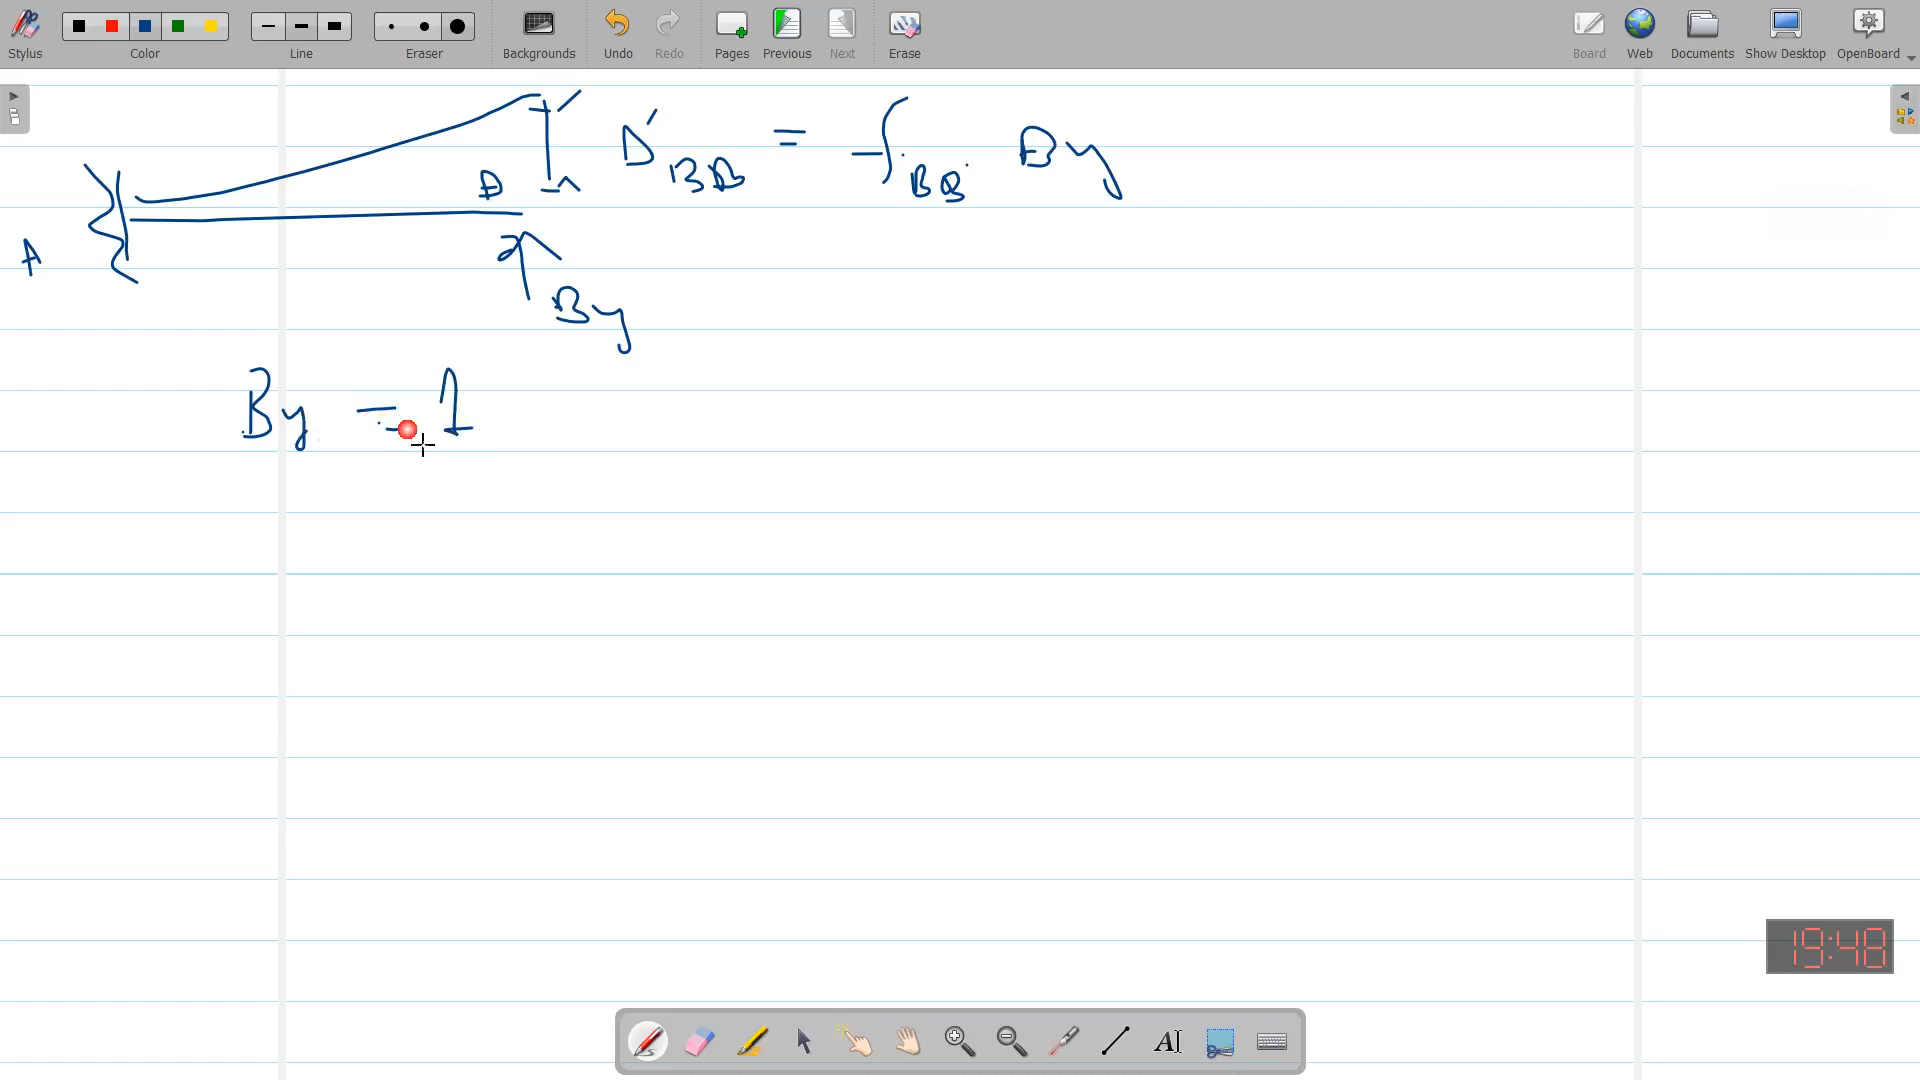 Stylus Color Line Eraser Backgrounds Undo Redo Pages Previous Next Erase Board Web Documents Show Desktop OpenBoard
Δ'BB = -∫BB By
B
A
By
By = 1
19:48
AI